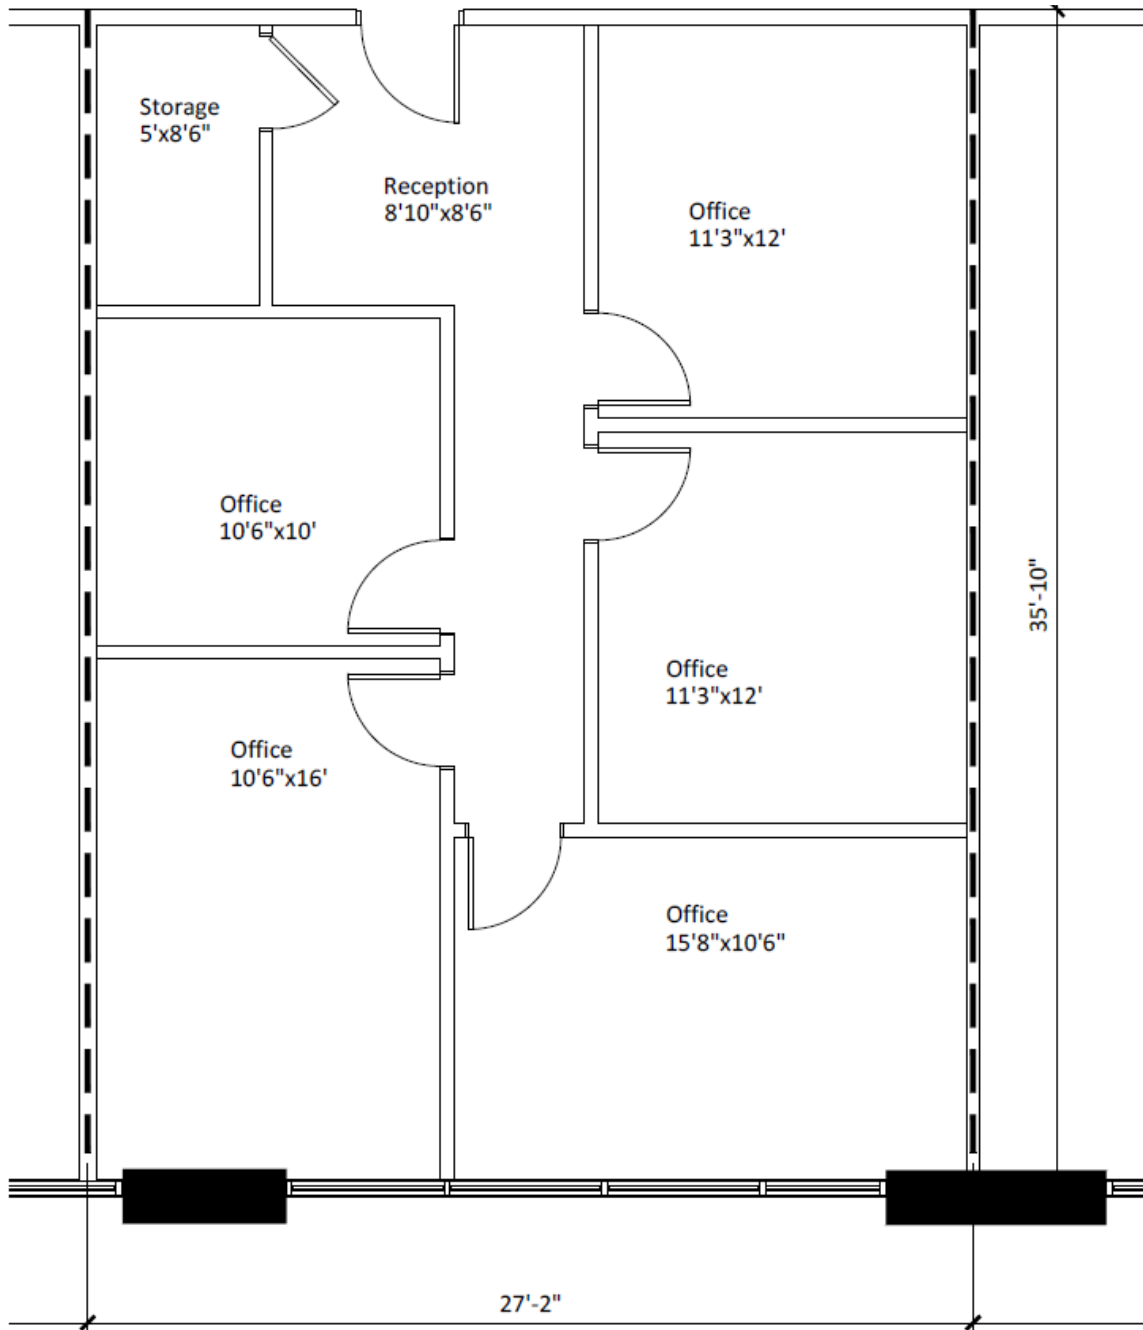 Storage
5'x8'6"
Reception
8'10"x8'6"
Office
11'3"x12'
Office
10'6"x10'
35'-10"
Office
11'3"x12'
Office
10'6"x16'
Office
15'8"x10'6"
27'-2"